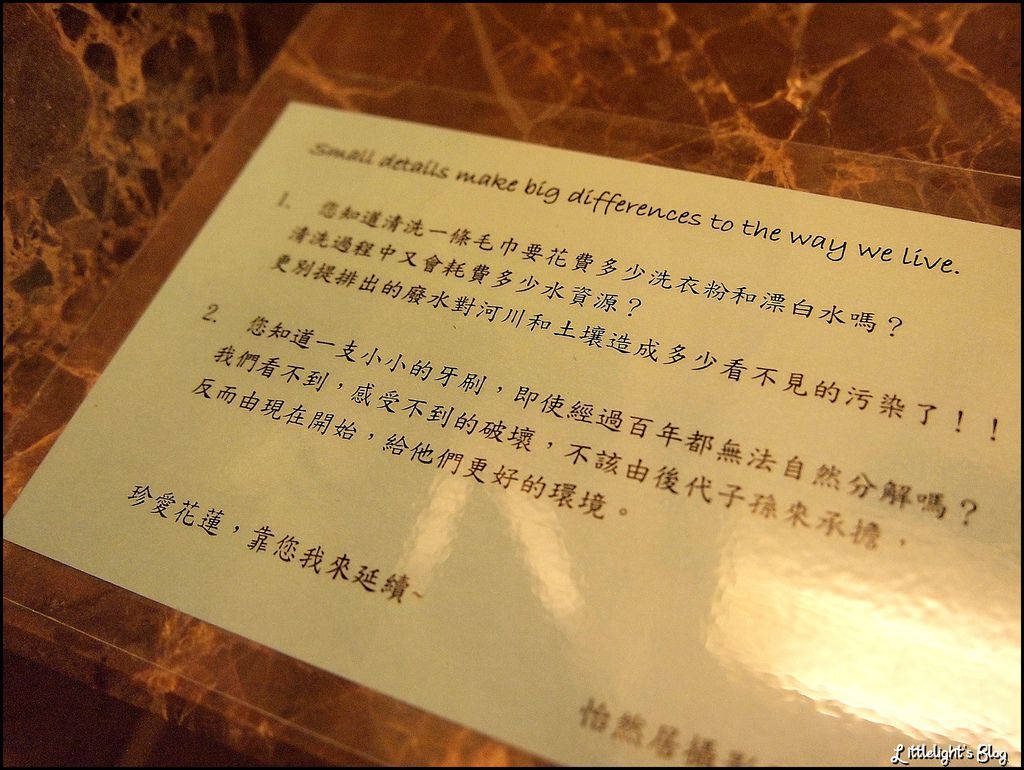 Small details make big differences to the way we live.
1. 您知道清洗一條毛巾要花費多少洗衣粉和漂白水嗎？
清洗過程中又會耗費多少水資源？
更別提排出的廢水對河川和土壤造成多少看不見的污染了！！
2. 您知道一支小小的牙刷，即使經過百年都無法自然分解嗎？
我們看不到，感受不到的破壞，不該由後代子孫來承擔，
反而由現在開始，給他們更好的環境。
珍愛花蓮，靠您我來延續~
怡然居
Littlelight's Blog